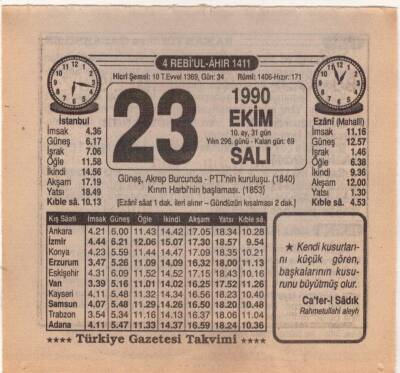 4 REBİ'UL-ÂHIR 1411
Hicrî Şemsî: 10 T.Evvel 1369, Gün: 34 Rûmî: 1406-Hızır: 171
23
1990
EKİM
10. ay, 31 gün
Yılın 296. günü - Kalan gün: 69
SALI
İstanbul
İmsak 4.36
Güneş 6.17
İşrak 7.06
Öğle 11.58
İkindi 14.56
Akşam 17.19
Yatsı 18.49
Kıble sâ. 10.13
Ezânî (Mahallî)
İmsak 11.16
Güneş 12.57
İşrak 1.46
Öğle 6.38
İkindi 9.36
Akşam 12.00
Yatsı 1.30
Kıble sâ. 4.53
Güneş, Akrep Burcunda - PTT'nin kuruluşu. (1840)
Kırım Harbi'nin başlaması. (1853)
[Ezânî sâat 1 dak. ileri alınır – Gündüzün kısalması 2 dak.]
Kış Saati İmsak Güneş Öğle İkindi Akşam Yatsı Kıble sâ.
Ankara 4.21 6.00 11.43 14.42 17.05 18.34 10.28
İzmir 4.44 6.21 12.06 15.07 17.30 18.57 9.54
Konya 4.23 5.59 11.44 14.47 17.09 18.35 10.21
Erzurum 3.47 5.26 11.09 14.09 16.32 18.00 11.13
Eskişehir 4.31 6.09 11.52 14.52 17.15 18.43 10.16
Van 3.39 5.16 11.01 14.02 16.25 17.52 11.26
Kayseri 4.11 5.48 11.32 14.34 16.56 18.23 10.40
Samsun 4.07 5.48 11.29 14.26 16.50 18.20 10.48
Trabzon 3.54 5.34 11.16 14.13 16.37 18.06 11.04
Adana 4.11 5.47 11.33 14.37 16.59 18.24 10.36
★ Kendi kusurları-
nı küçük gören,
başkalarının kusu-
runu büyütmüş olur.
Ca'fer-i Sâdık
Rahmetullahi aleyh
★★★★ Türkiye Gazetesi Takvimi ★★★★